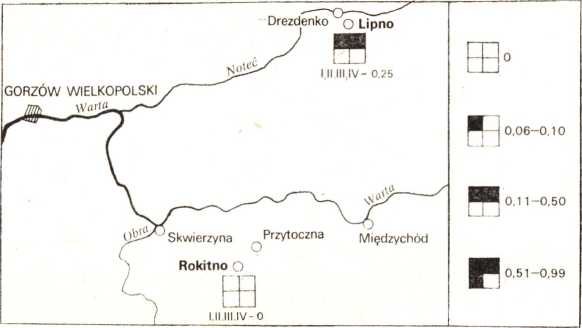 Drezdenko
Lipno
I,II,III,IV – 0,25
Noteć
GORZÓW WIELKOPOLSKI
Warta
Warta
Obra
Skwierzyna
Przytoczna
Międzychód
Rokitno
I,II,III,IV – 0
0
0,06–0,10
0,11–0,50
0,51–0,99